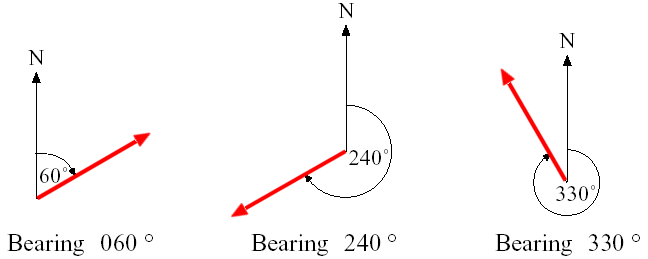 N
60°
Bearing 060 °
N
240°
Bearing 240 °
N
330°
Bearing 330 °